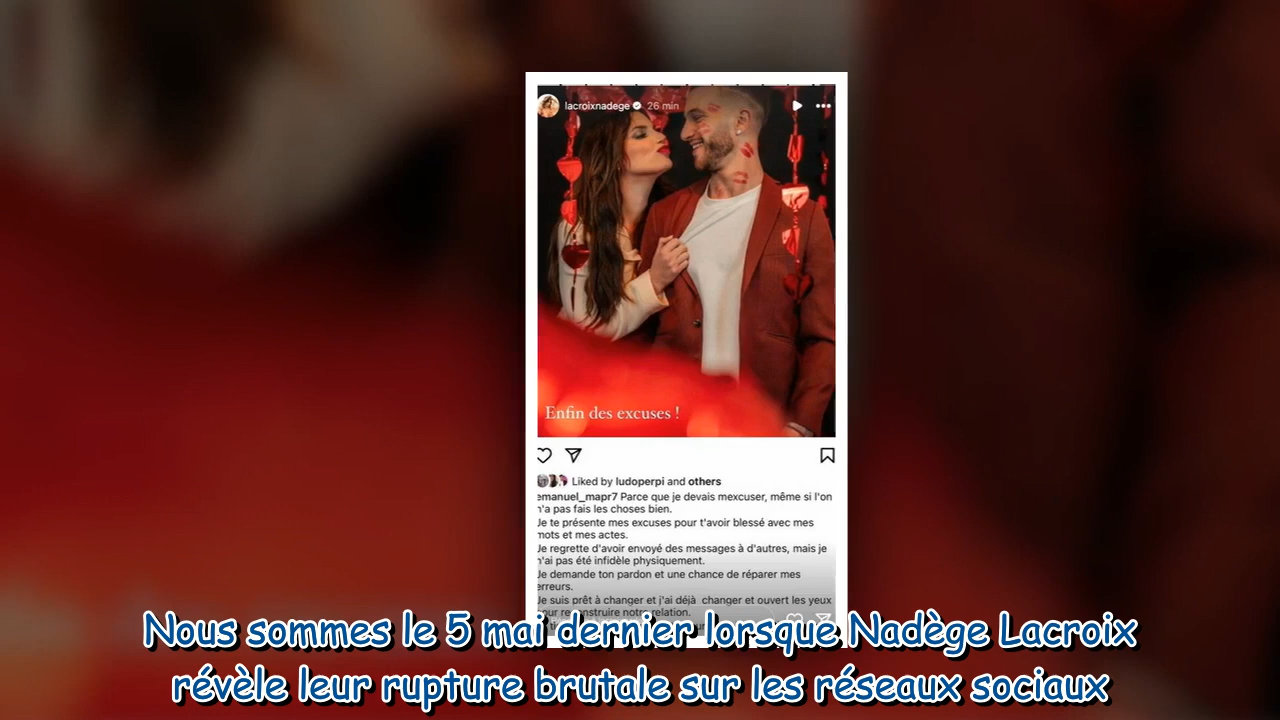 lacroixnadege 26 min
Enfin des excuses !
Liked by ludoperpi and others
emanuel_mapr7 Parce que je devais mexcuser, même si l'on
n'a pas fais les choses bien.
Je te présente mes excuses pour t'avoir blessé avec mes
mots et mes actes.
Je regrette d'avoir envoyé des messages à d'autres, mais je
n'ai pas été infidèle physiquement.
Je demande ton pardon et une chance de réparer mes
erreurs.
Je suis prêt à changer et j'ai déjà changer et ouvert les yeux
pour reconstruire notre relation.
Nous sommes le 5 mai dernier lorsque Nadège Lacroix
révèle leur rupture brutale sur les réseaux sociaux